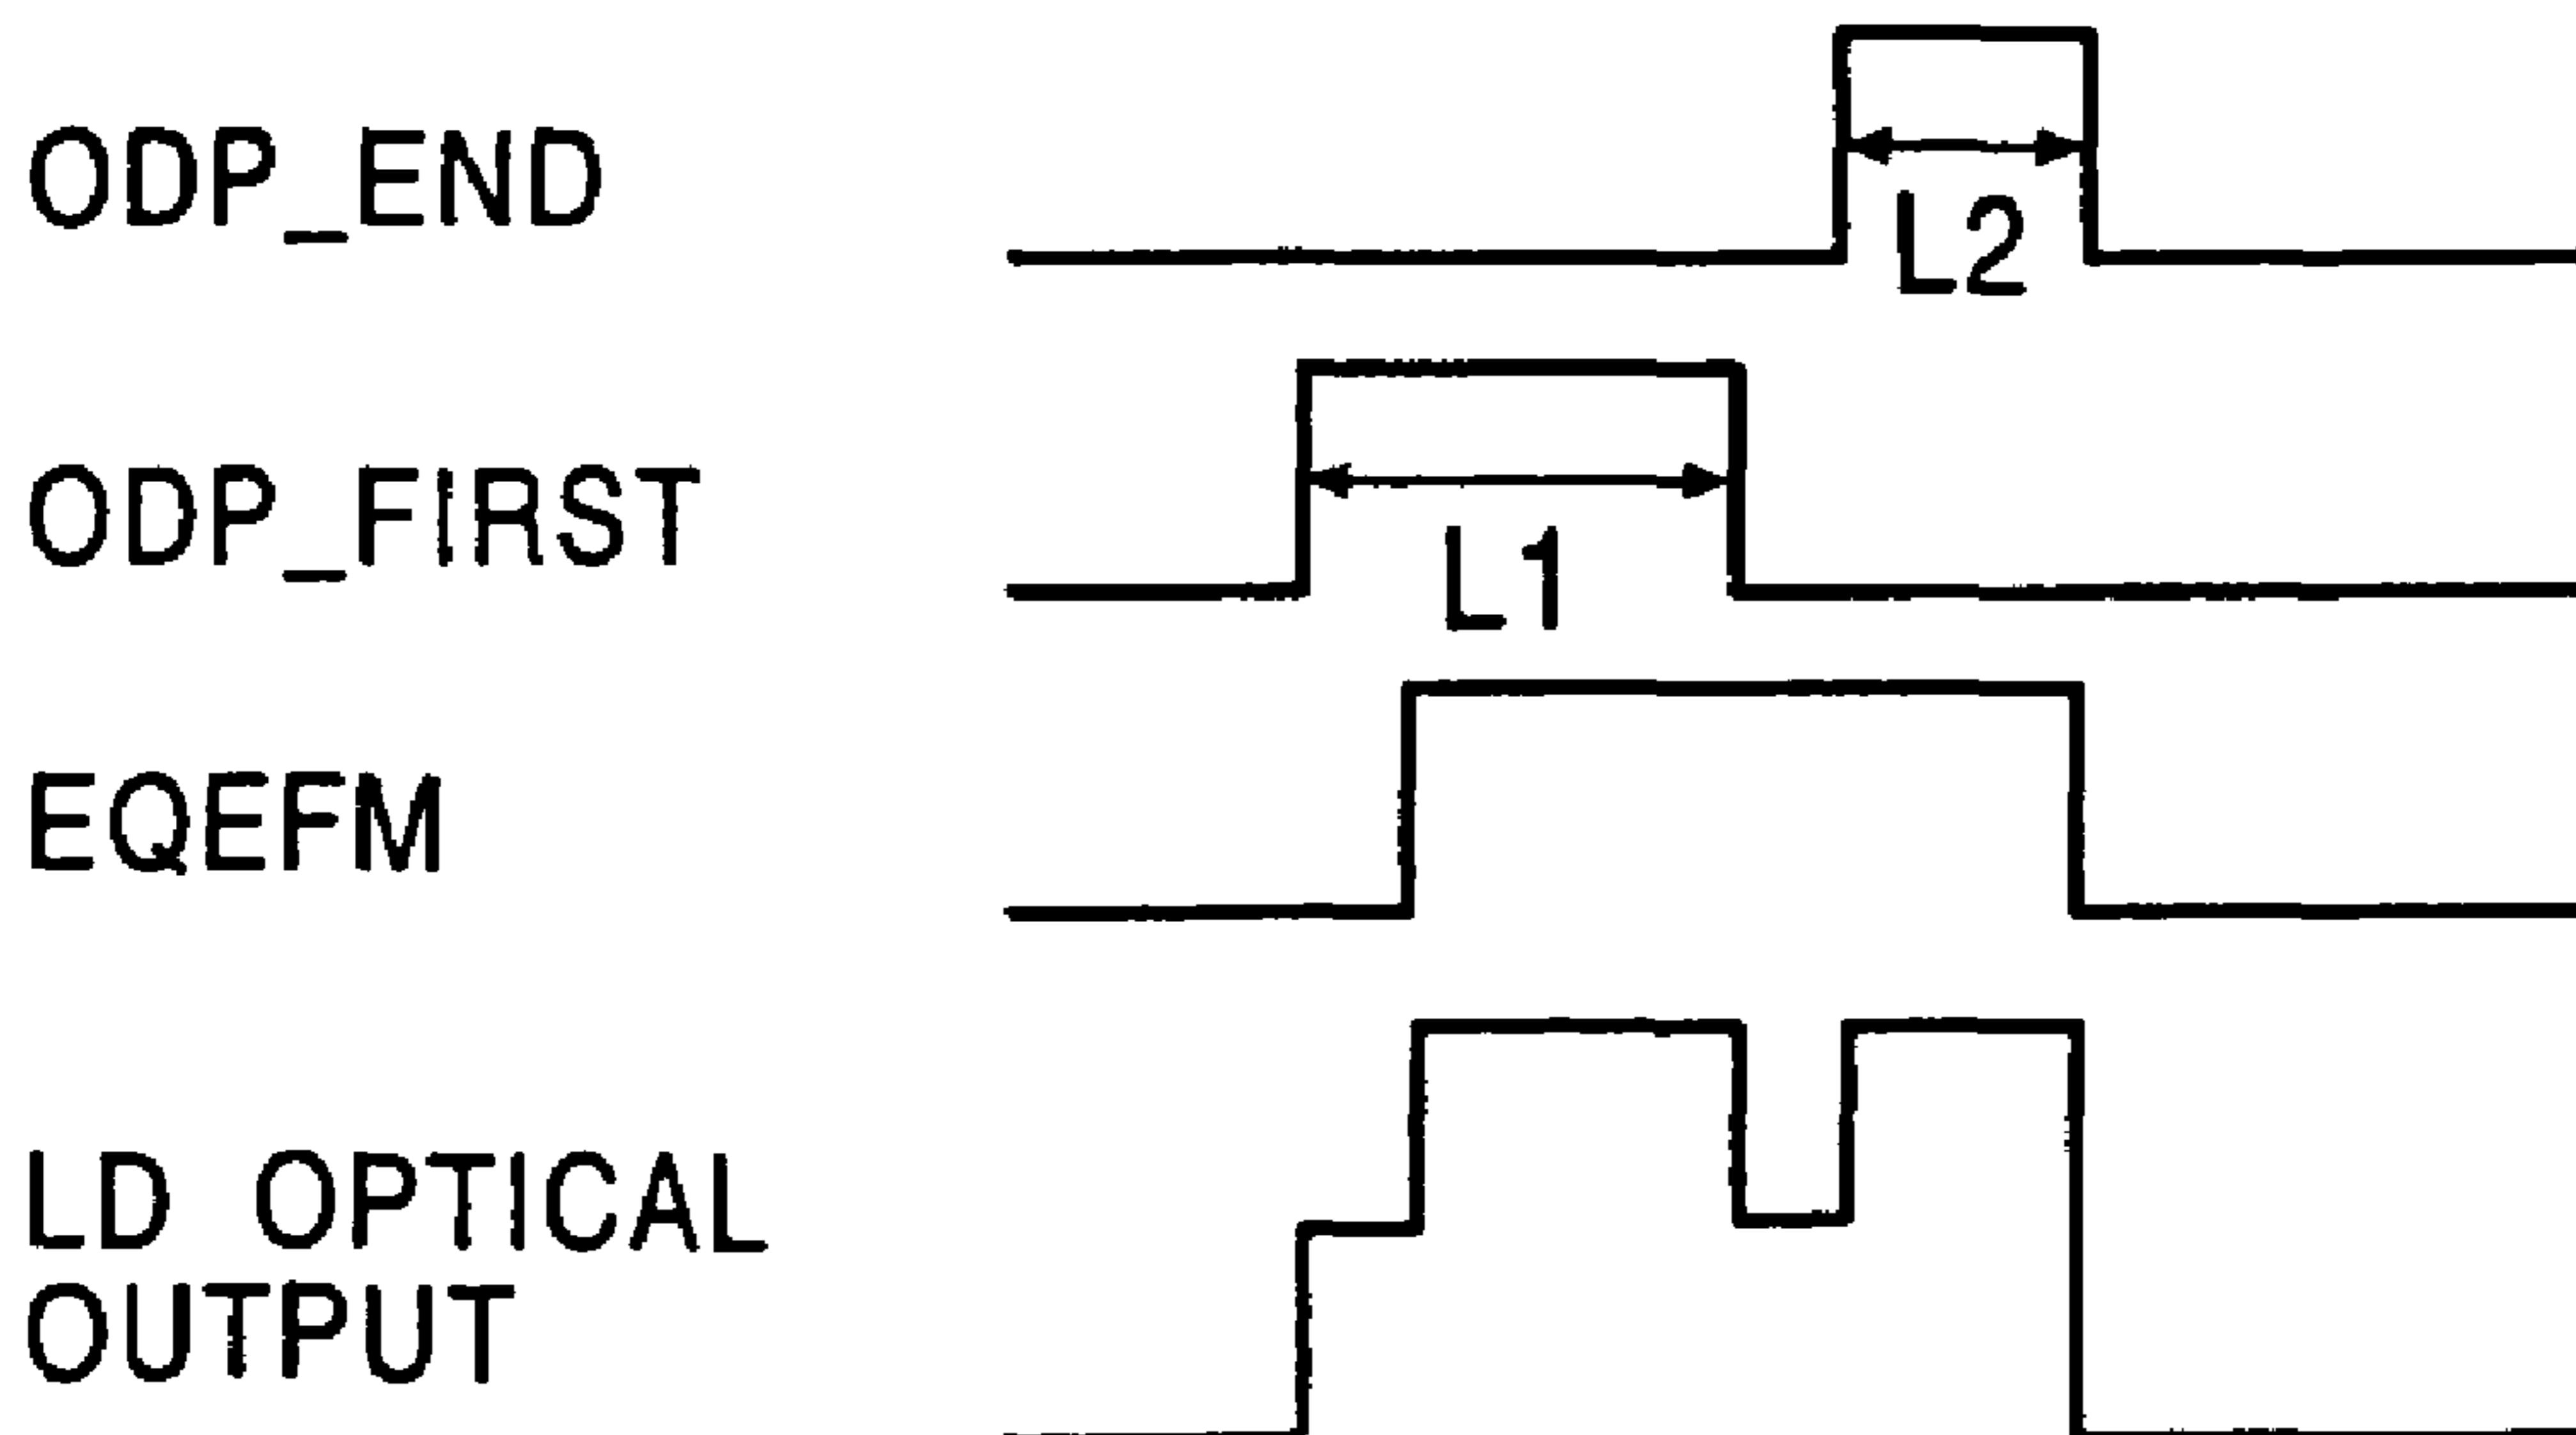 ODP_END
L2
ODP_FIRST
L1
EQEFM
LD OPTICAL
OUTPUT